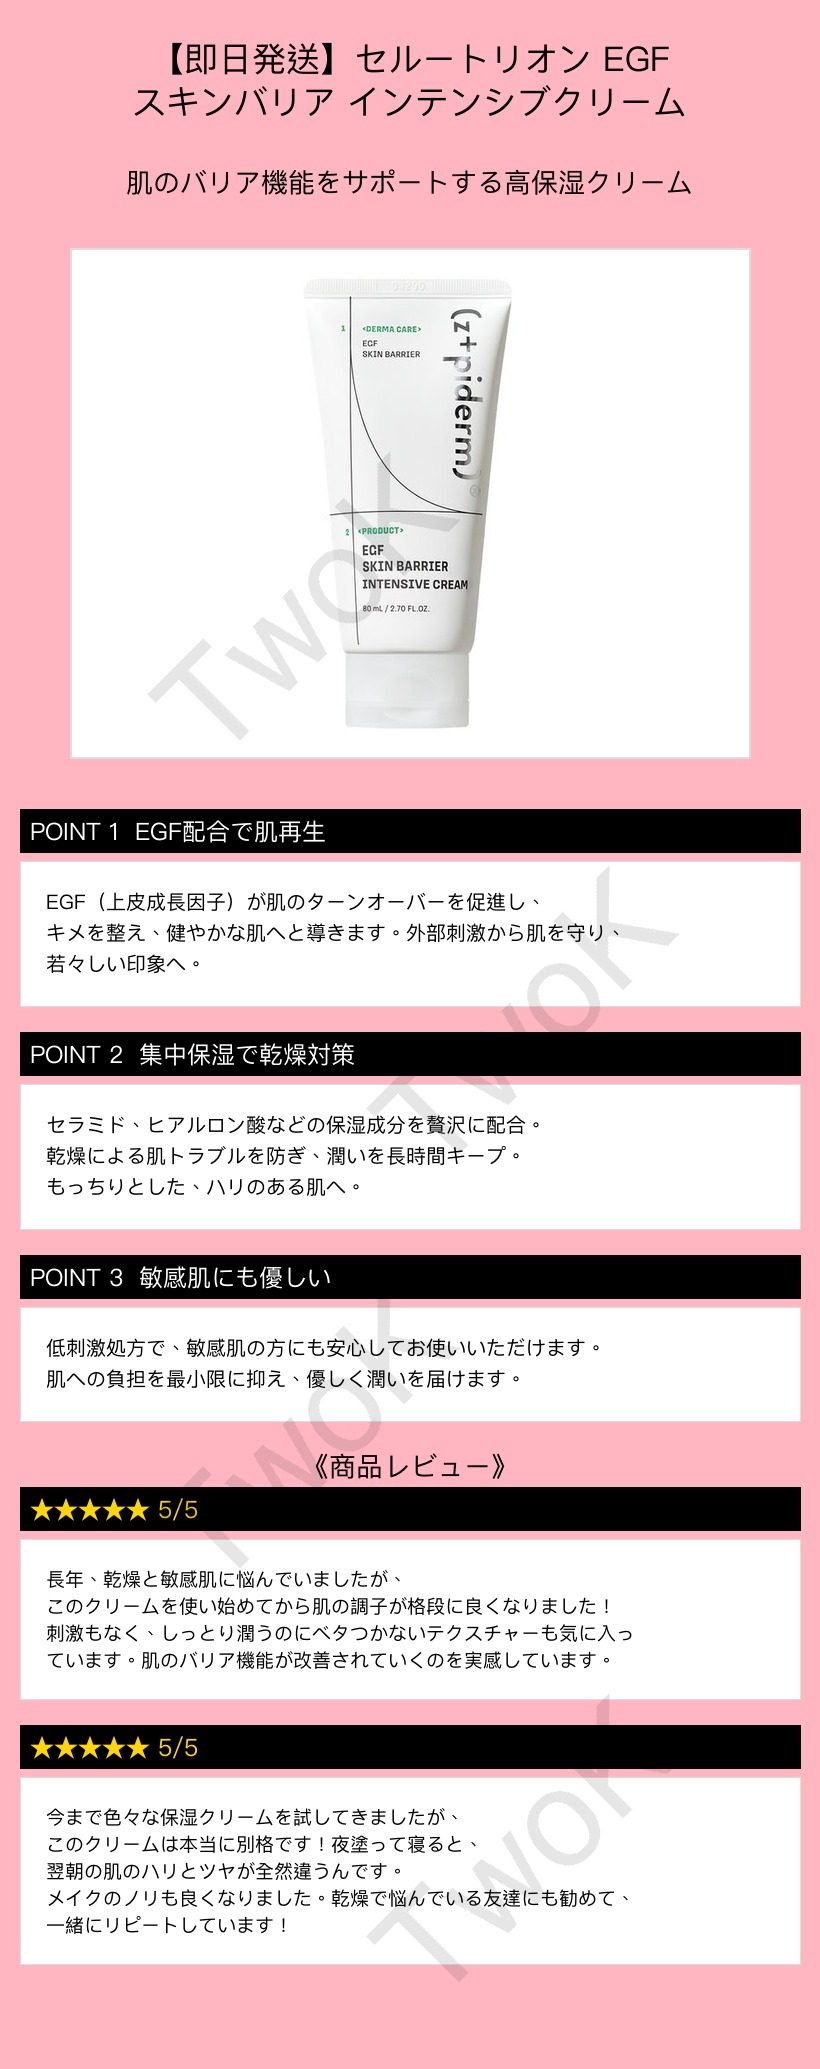 【即日発送】セルートリオン EGF
スキンバリア インテンシブクリーム
肌のバリア機能をサポートする高保湿クリーム
1 <DERMA CARE>
EGF
SKIN BARRIER
(z+piderm)
2 <PRODUCT>
EGF
SKIN BARRIER
INTENSIVE CREAM
80 mL / 2.70 FL.OZ.
TwoK
POINT 1 EGF配合で肌再生
EGF（上皮成長因子）が肌のターンオーバーを促進し、
キメを整え、健やかな肌へと導きます。外部刺激から肌を守り、
若々しい印象へ。
TwoK
POINT 2 集中保湿で乾燥対策
セラミド、ヒアルロン酸などの保湿成分を贅沢に配合。
乾燥による肌トラブルを防ぎ、潤いを長時間キープ。
もっちりとした、ハリのある肌へ。
POINT 3 敏感肌にも優しい
低刺激処方で、敏感肌の方にも安心してお使いいただけます。
肌への負担を最小限に抑え、優しく潤いを届けます。
TwoK
《商品レビュー》
★★★★★ 5/5
長年、乾燥と敏感肌に悩んでいましたが、
このクリームを使い始めてから肌の調子が格段に良くなりました！
刺激もなく、しっとり潤うのにベタつかないテクスチャーも気に入っ
ています。肌のバリア機能が改善されていくのを実感しています。
★★★★★ 5/5
今まで色々な保湿クリームを試してきましたが、
このクリームは本当に別格です！夜塗って寝ると、
翌朝の肌のハリとツヤが全然違うんです。
メイクのノリも良くなりました。乾燥で悩んでいる友達にも勧めて、
一緒にリピートしています！
TwoK